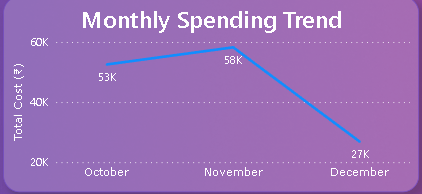 Monthly Spending Trend
Total Cost (₹)
60K
40K
20K
53K
58K
27K
October November December